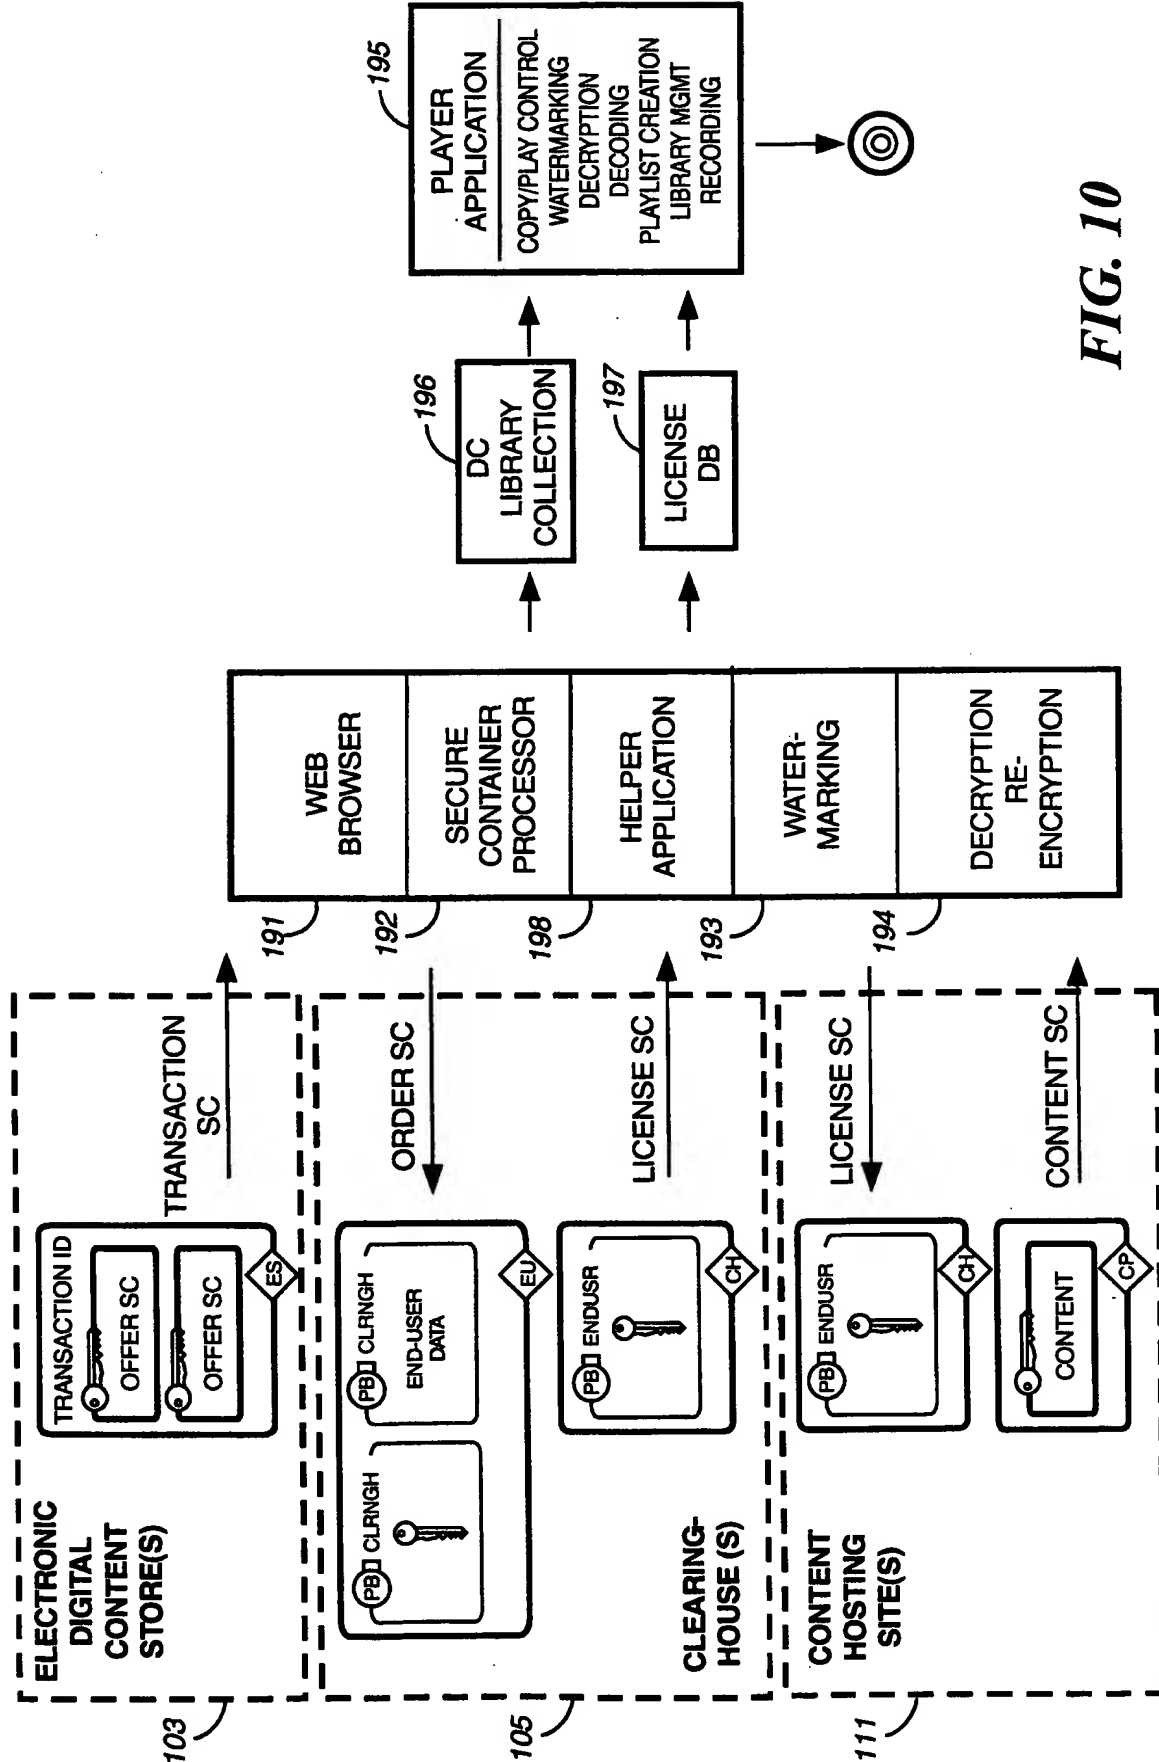 103
ELECTRONIC
DIGITAL
CONTENT
STORE(S)
TRANSACTION ID
OFFER SC
OFFER SC
ES
TRANSACTION
SC
105
CLEARING-
HOUSE (S)
PB
CLRNGH
PB
CLRNGH
END-USER
DATA
EU
ORDER SC
PB
ENDUSR
CH
LICENSE SC
111
CONTENT
HOSTING
SITE(S)
PB
ENDUSR
CH
LICENSE SC
CONTENT
CP
CONTENT SC
191
WEB
BROWSER
192
SECURE
CONTAINER
PROCESSOR
198
HELPER
APPLICATION
193
WATER-
MARKING
194
DECRYPTION
RE-
ENCRYPTION
196
DC
LIBRARY
COLLECTION
197
LICENSE
DB
195
PLAYER
APPLICATION
COPY/PLAY CONTROL
WATERMARKING
DECRYPTION
DECODING
PLAYLIST CREATION
LIBRARY MGMT
RECORDING
FIG. 10